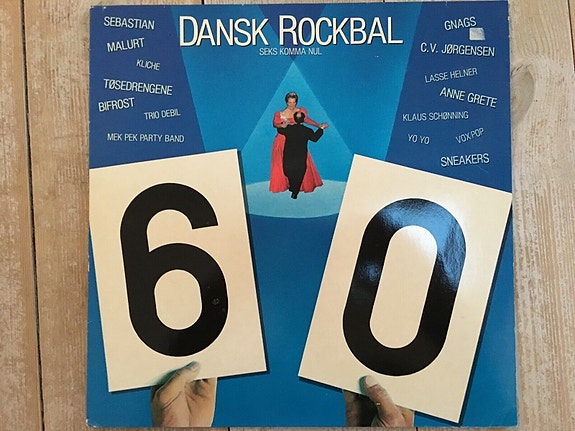 DANSK ROCKBAL
SEKS KOMMA NUL
SEBASTIAN
MALURT
KLICHE
TØSEDRENGENE
BIFROST
TRIO DEBIL
MEK PEK PARTY BAND
GNAGS
C.V. JØRGENSEN
LASSE HELNER
ANNE GRETE
KLAUS SCHØNNING
YO YO
VOX POP
SNEAKERS
6
0